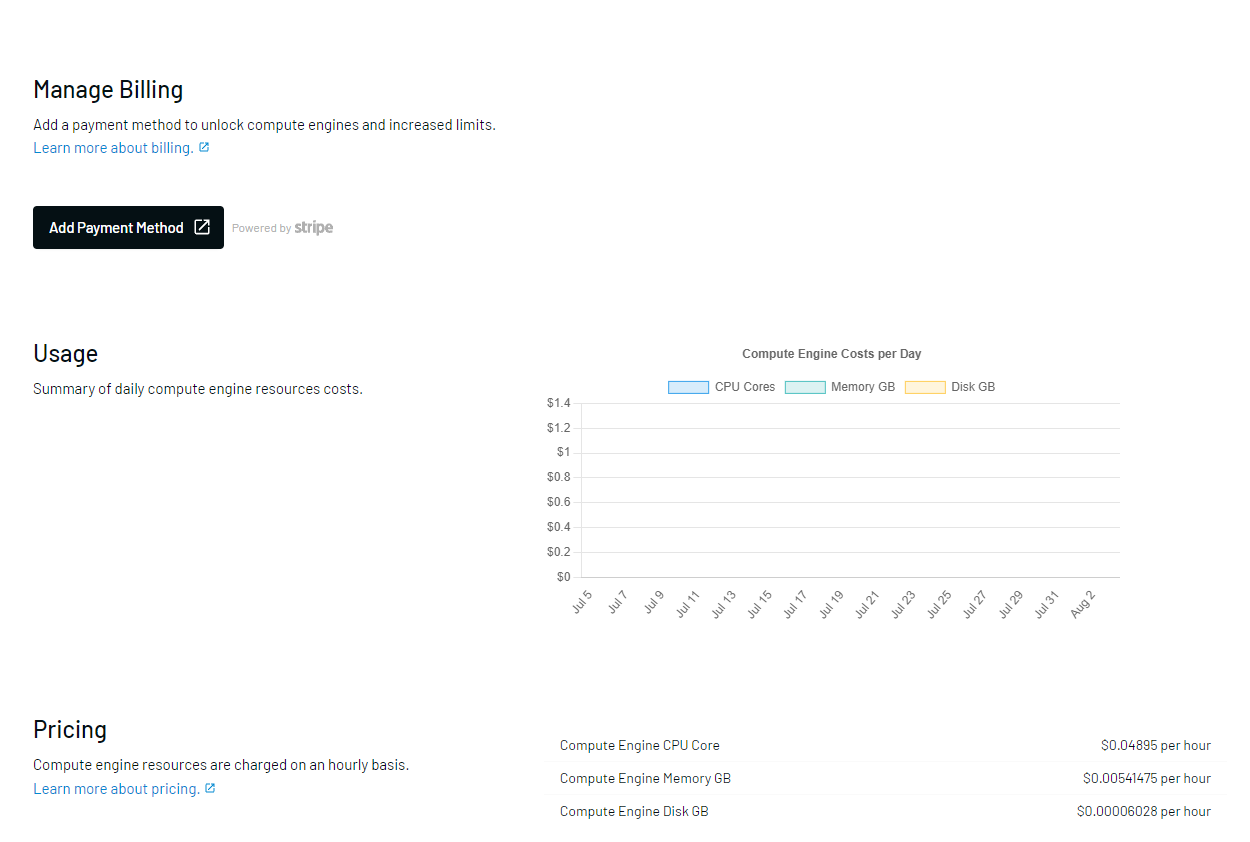 Manage Billing
Add a payment method to unlock compute engines and increased limits.
Learn more about billing.
Add Payment Method
Powered by stripe
Usage
Summary of daily compute engine resources costs.
Compute Engine Costs per Day
CPU Cores Memory GB Disk GB
$1.4
$1.2
$1
$0.8
$0.6
$0.4
$0.2
$0
Jul 5 Jul 7 Jul 9 Jul 11 Jul 13 Jul 15 Jul 17 Jul 19 Jul 21 Jul 23 Jul 25 Jul 27 Jul 29 Jul 31 Aug 2
Pricing
Compute engine resources are charged on an hourly basis.
Learn more about pricing.
Compute Engine CPU Core $0.04895 per hour
Compute Engine Memory GB $0.00541475 per hour
Compute Engine Disk GB $0.00006028 per hour